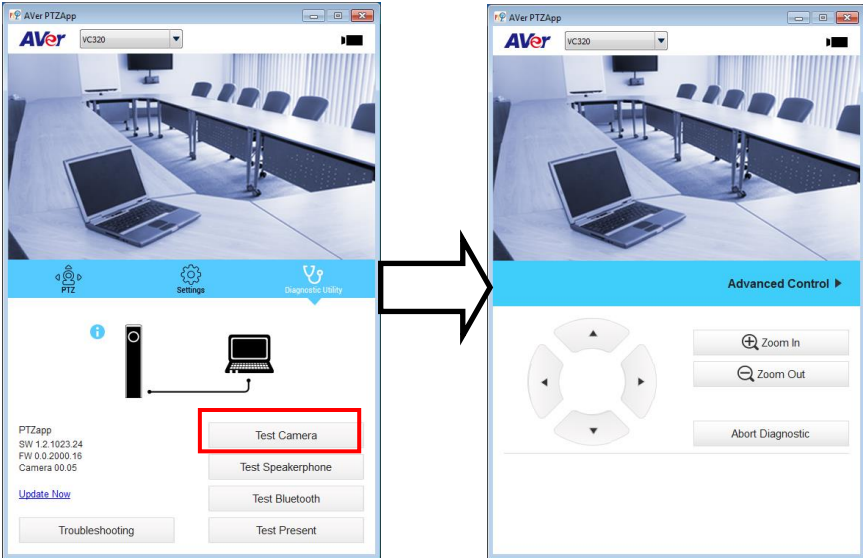 AVer PTZApp
AVer VC320
PTZ Settings Diagnostic Utility
PTZapp
SW 1.2.1023.24
FW 0.0.2000.16
Camera 00.05
Update Now
Troubleshooting
Test Camera
Test Speakerphone
Test Bluetooth
Test Present
AVer PTZApp
AVer VC320
Advanced Control
Zoom In
Zoom Out
Abort Diagnostic